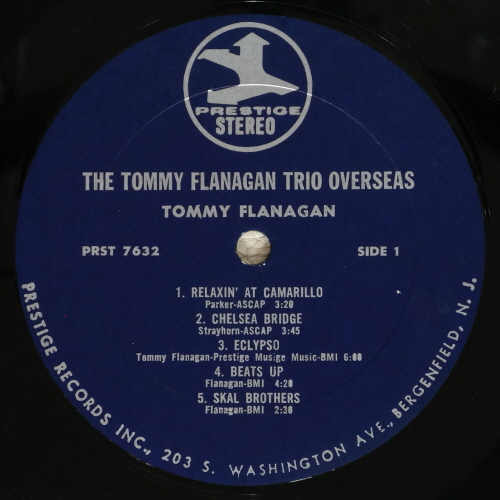 PRESTIGE
STEREO
THE TOMMY FLANAGAN TRIO OVERSEAS
TOMMY FLANAGAN
PRST 7632
SIDE 1
1. RELAXIN' AT CAMARILLO
Parker-ASCAP 3:20
2. CHELSEA BRIDGE
Strayhorn-ASCAP 3:45
3. ECLYPSO
Tommy Flanagan-Prestige Musige Music-BMI 6:00
4. BEATS UP
Flanagan-BMI 4:20
5. SKAL BROTHERS
Flanagan-BMI 2:30
PRESTIGE RECORDS INC., 203 S. WASHINGTON AVE., BERGENFIELD, N. J.